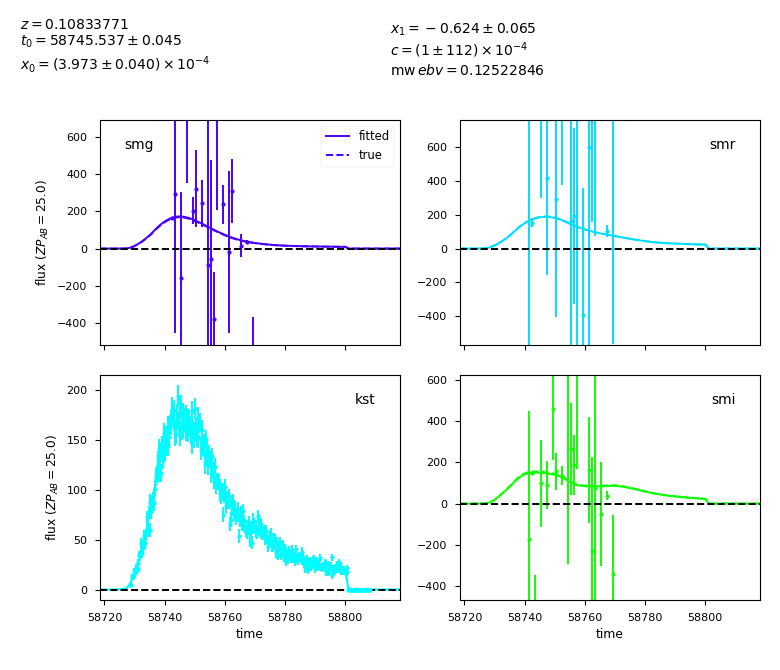 z = 0.10833771
t₀ = 58745.537 ± 0.045
x₀ = (3.973 ± 0.040) × 10⁻⁴
x₁ = −0.624 ± 0.065
c = (1 ± 112) × 10⁻⁴
mw ebv = 0.12522846
smg
fitted
true
600
400
200
0
−200
−400
flux (ZP_AB = 25.0)
smr
600
400
200
0
−200
−400
kst
200
150
100
50
0
flux (ZP_AB = 25.0)
58720 58740 58760 58780 58800
time
smi
600
400
200
0
−200
−400
58720 58740 58760 58780 58800
time